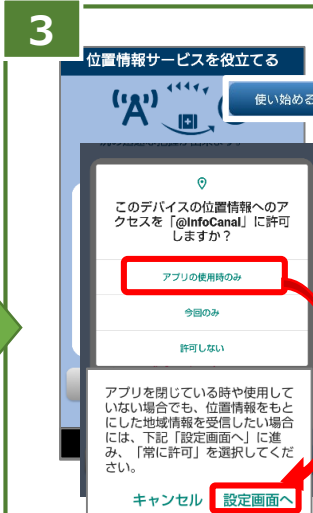 3
位置情報サービスを役立てる
使い始める
このデバイスの位置情報へのア
クセスを「@InfoCanal」に許可
しますか？
アプリの使用時のみ
今回のみ
許可しない
アプリを閉じている時や使用して
いない場合でも、位置情報をもと
にした地域情報を受信したい場合
には、下記「設定画面へ」に進
み、「常に許可」を選択してくだ
さい。
キャンセル 設定画面へ